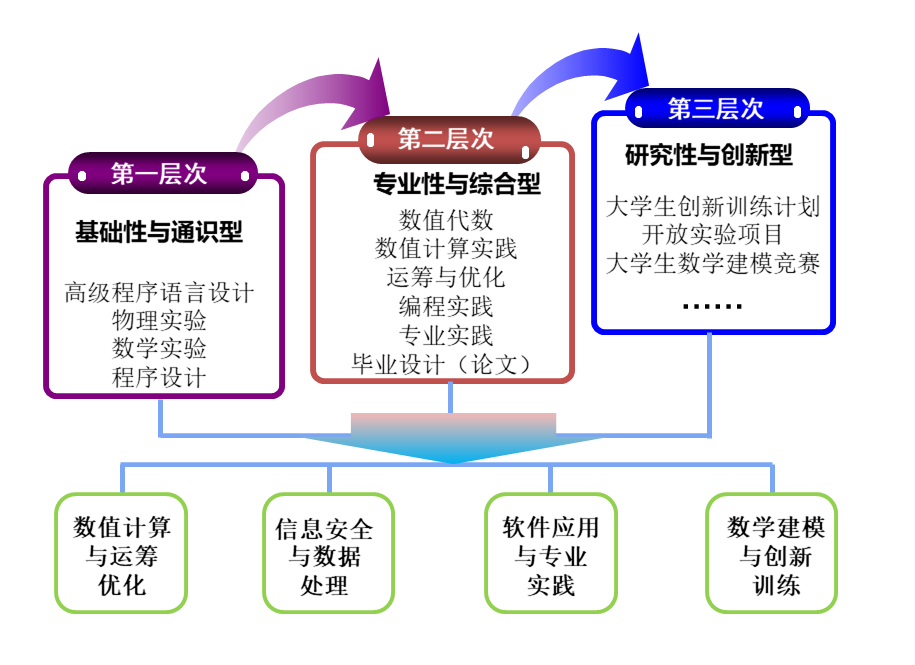 第一层次
基础性与通识型
高级程序语言设计
物理实验
数学实验
程序设计
第二层次
专业性与综合型
数值代数
数值计算实践
运筹与优化
编程实践
专业实践
毕业设计（论文）
第三层次
研究性与创新型
大学生创新训练计划
开放实验项目
大学生数学建模竞赛
……
数值计算
与运筹
优化
信息安全
与数据
处理
软件应用
与专业
实践
数学建模
与创新
训练